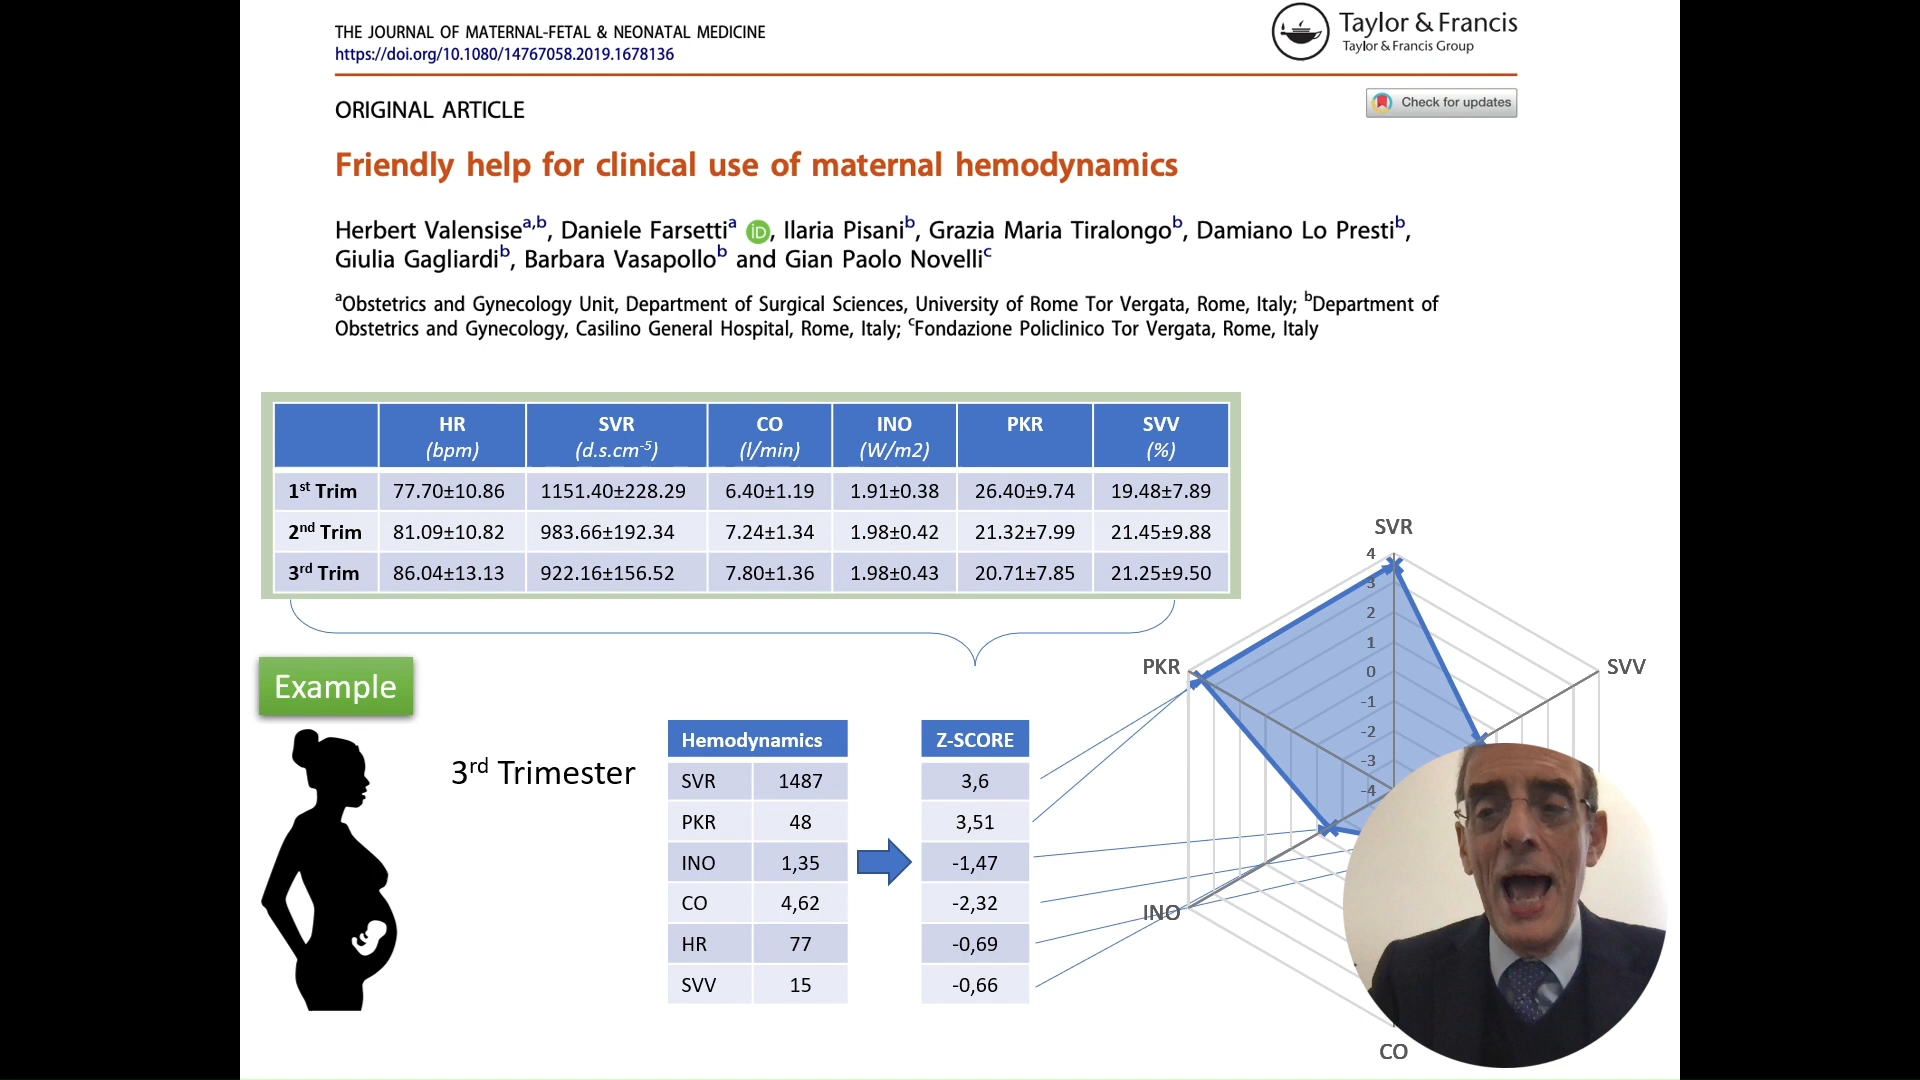 THE JOURNAL OF MATERNAL-FETAL & NEONATAL MEDICINE
https://doi.org/10.1080/14767058.2019.1678136
Taylor & Francis
Taylor & Francis Group
ORIGINAL ARTICLE
Check for updates
Friendly help for clinical use of maternal hemodynamics
Herbert Valensise^a,b, Daniele Farsetti^a iD, Ilaria Pisani^b, Grazia Maria Tiralongo^b, Damiano Lo Presti^b,
Giulia Gagliardi^b, Barbara Vasapollo^b and Gian Paolo Novelli^c
^aObstetrics and Gynecology Unit, Department of Surgical Sciences, University of Rome Tor Vergata, Rome, Italy; ^bDepartment of
Obstetrics and Gynecology, Casilino General Hospital, Rome, Italy; ^cFondazione Policlinico Tor Vergata, Rome, Italy
HR SVR CO INO PKR SVV
(bpm) (d.s.cm^-5) (l/min) (W/m2) (%)
1st Trim 77.70±10.86 1151.40±228.29 6.40±1.19 1.91±0.38 26.40±9.74 19.48±7.89
2nd Trim 81.09±10.82 983.66±192.34 7.24±1.34 1.98±0.42 21.32±7.99 21.45±9.88
3rd Trim 86.04±13.13 922.16±156.52 7.80±1.36 1.98±0.43 20.71±7.85 21.25±9.50
Example
3rd Trimester
Hemodynamics Z-SCORE
SVR 1487 3,6
PKR 48 3,51
INO 1,35 -1,47
CO 4,62 -2,32
HR 77 -0,69
SVV 15 -0,66
SVR
4
3
2
1
PKR 0 SVV
-1
-2
-3
-4
INO
CO